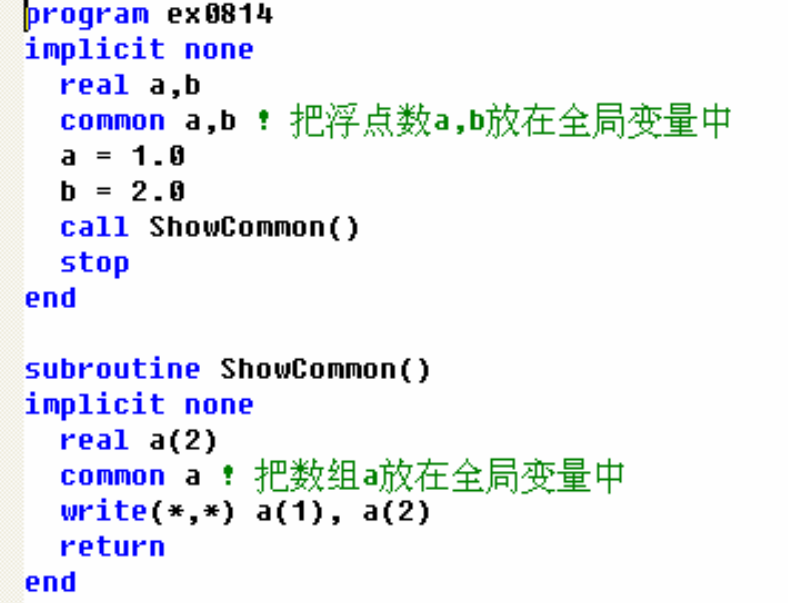 program ex0814
implicit none
  real a,b
  common a,b ! 把浮点数a,b放在全局变量中
  a = 1.0
  b = 2.0
  call ShowCommon()
  stop
end

subroutine ShowCommon()
implicit none
  real a(2)
  common a ! 把数组a放在全局变量中
  write(*,*) a(1), a(2)
  return
end